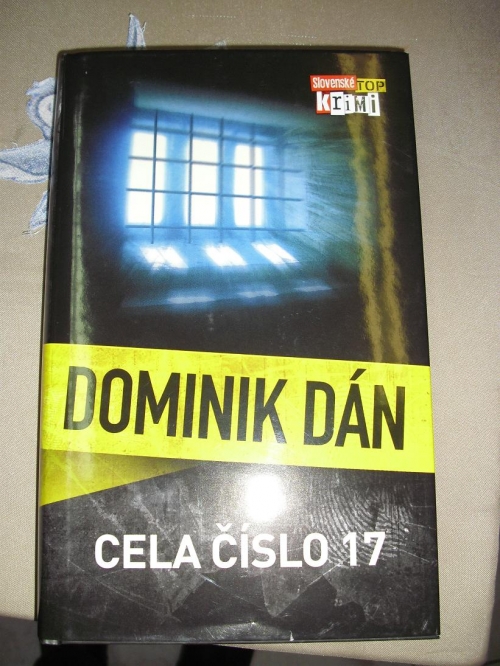 Slovenské TOP
KRIMI
DOMINIK DÁN
CELA ČÍSLO 17